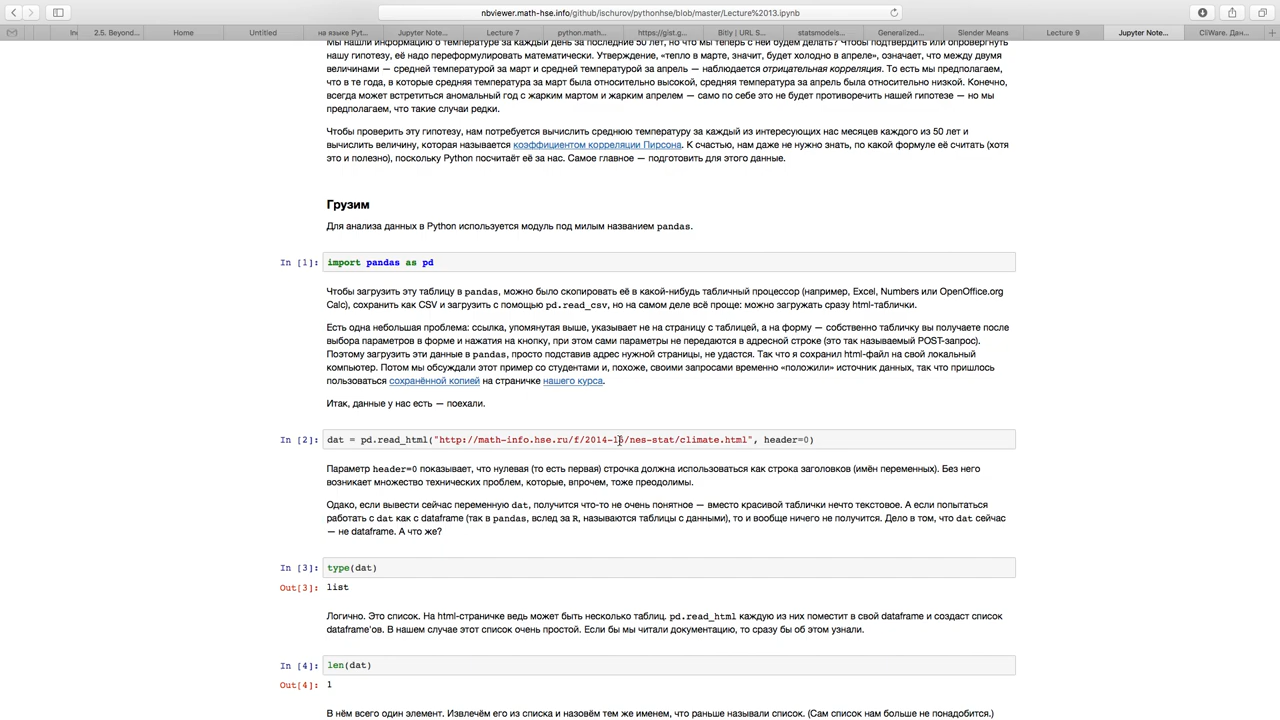 nbviewer.math-hse.info/github/ischurov/pythonhse/blob/master/Lecture%2013.ipynb
2.5. Beyond... Home Untitled на языке Pyt... Jupyter Note... Lecture 7 python.math... https://gist.g... Bitly | URL S... statsmodels... Generalized... Slender Means Lecture 9 Jupyter Note... CliWare. Дан...
Мы нашли информацию о температуре за каждый день за последние 50 лет, но что мы теперь с ней будем делать? Чтобы подтвердить или опровергнуть
нашу гипотезу, её надо переформулировать математически. Утверждение, «тепло в марте, значит, будет холодно в апреле», означает, что между двумя
величинами — средней температурой за март и средней температурой за апрель — наблюдается отрицательная корреляция. То есть мы предполагаем,
что в те года, в которые средняя температура за март была относительно высокой, средняя температура за апрель была относительно низкой. Конечно,
всегда может встретиться аномальный год с жарким мартом и жарким апрелем — само по себе это не будет противоречить нашей гипотезе — но мы
предполагаем, что такие случаи редки.
Чтобы проверить эту гипотезу, нам потребуется вычислить среднюю температуру за каждый из интересующих нас месяцев каждого из 50 лет и
вычислить величину, которая называется коэффициентом корреляции Пирсона. К счастью, нам даже не нужно знать, по какой формуле её считать (хотя
это и полезно), поскольку Python посчитает её за нас. Самое главное — подготовить для этого данные.
Грузим
Для анализа данных в Python используется модуль под милым названием pandas.
In [1]: import pandas as pd
Чтобы загрузить эту таблицу в pandas, можно было скопировать её в какой-нибудь табличный процессор (например, Excel, Numbers или OpenOffice.org
Calc), сохранить как CSV и загрузить с помощью pd.read_csv, но на самом деле всё проще: можно загружать сразу html-таблички.
Есть одна небольшая проблема: ссылка, упомянутая выше, указывает не на страницу с таблицей, а на форму — собственно табличку вы получаете после
выбора параметров в форме и нажатия на кнопку, при этом сами параметры не передаются в адресной строке (это так называемый POST-запрос).
Поэтому загрузить эти данные в pandas, просто подставив адрес нужной страницы, не удастся. Так что я сохранил html-файл на свой локальный
компьютер. Потом мы обсуждали этот пример со студентами и, похоже, своими запросами временно «положили» источник данных, так что пришлось
пользоваться сохранённой копией на страничке нашего курса.
Итак, данные у нас есть — поехали.
In [2]: dat = pd.read_html("http://math-info.hse.ru/f/2014-15/nes-stat/climate.html", header=0)
Параметр header=0 показывает, что нулевая (то есть первая) строчка должна использоваться как строка заголовков (имён переменных). Без него
возникает множество технических проблем, которые, впрочем, тоже преодолимы.
Одако, если вывести сейчас переменную dat, получится что-то не очень понятное — вместо красивой таблички нечто текстовое. А если попытаться
работать с dat как с dataframe (так в pandas, вслед за R, называются таблицы с данными), то и вообще ничего не получится. Дело в том, что dat сейчас
— не dataframe. А что же?
In [3]: type(dat)
Out[3]: list
Логично. Это список. На html-страничке ведь может быть несколько таблиц. pd.read_html каждую из них поместит в свой dataframe и создаст список
dataframe'ов. В нашем случае этот список очень простой. Если бы мы читали документацию, то сразу бы об этом узнали.
In [4]: len(dat)
Out[4]: 1
В нём всего один элемент. Извлечём его из списка и назовём тем же именем, что раньше называли список. (Сам список нам больше не понадобится.)